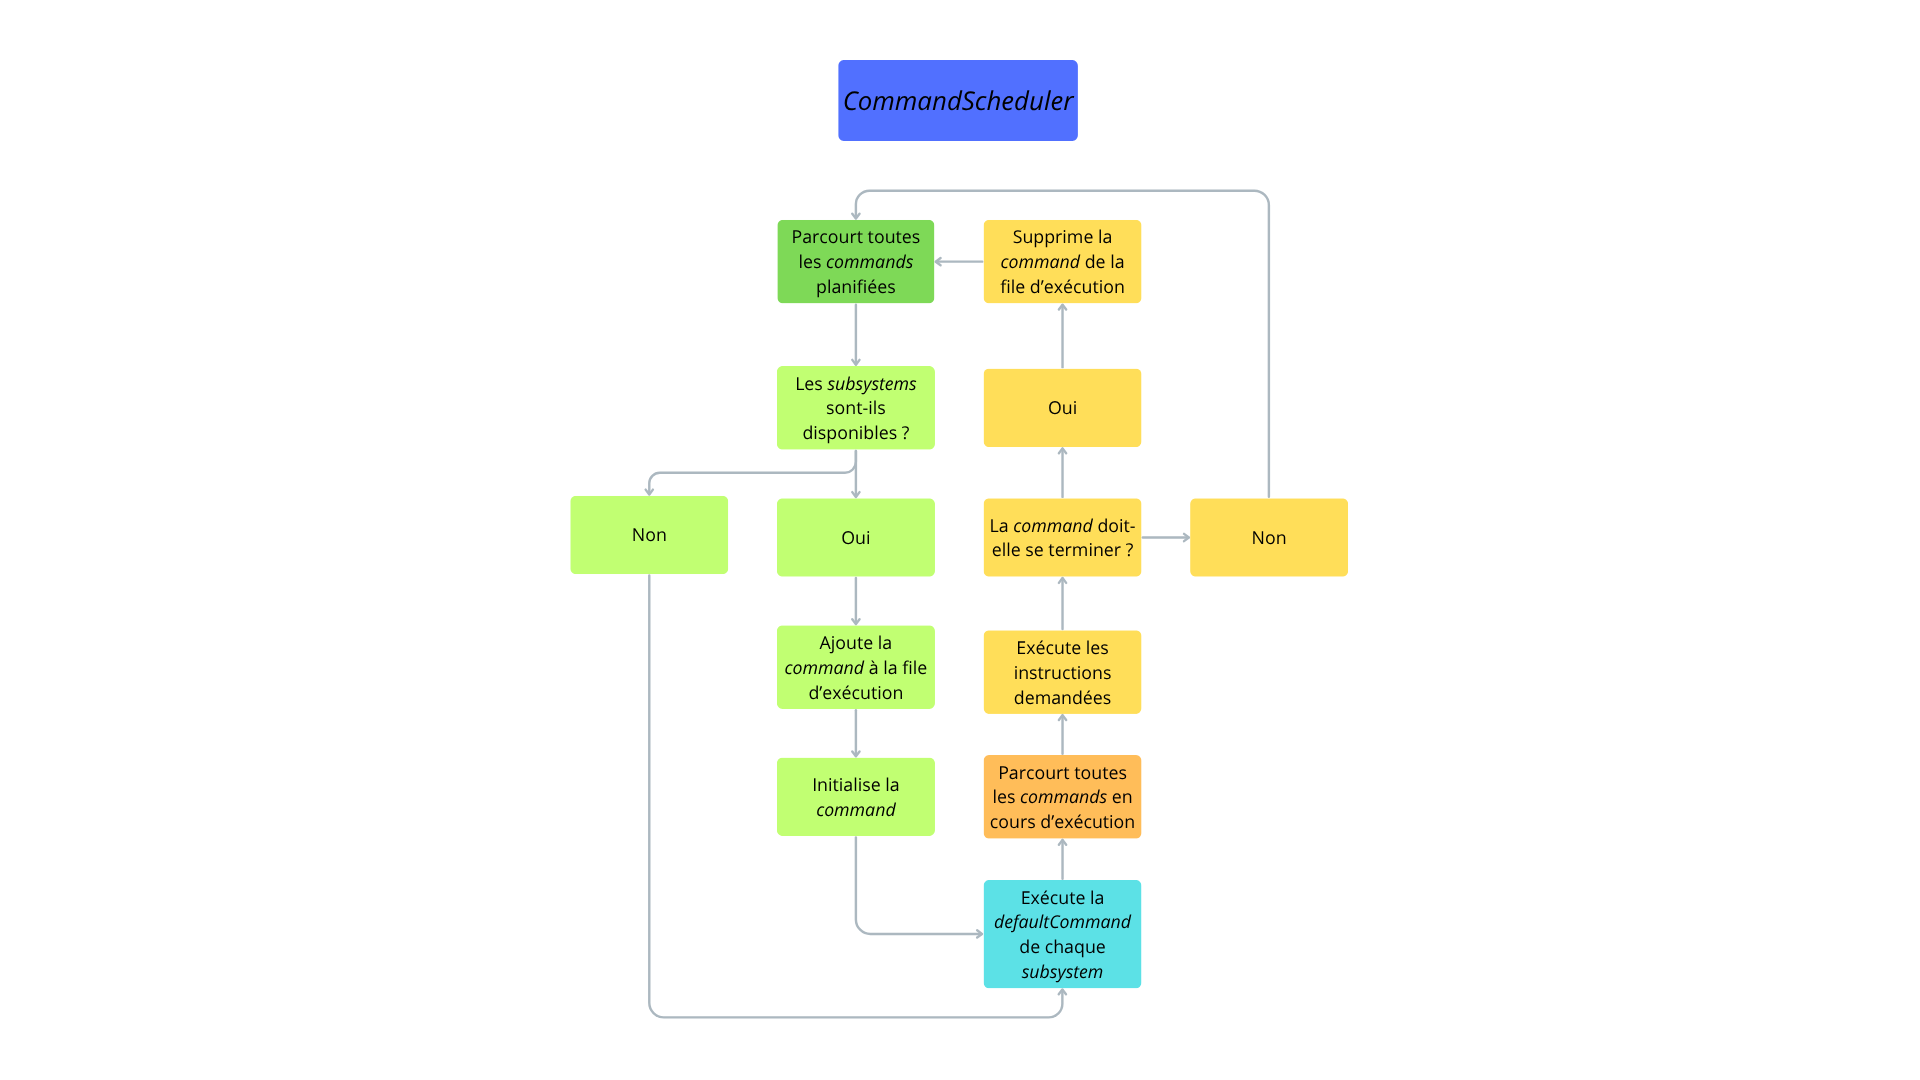 CommandScheduler
Parcourt toutes
les commands
planifiées
Supprime la
command de la
file d’exécution
Les subsystems
sont-ils
disponibles ?
Oui
Non
Oui
La command doit-
elle se terminer ?
Non
Ajoute la
command à la file
d’exécution
Exécute les
instructions
demandées
Initialise la
command
Parcourt toutes
les commands en
cours d’exécution
Exécute la
defaultCommand
de chaque
subsystem